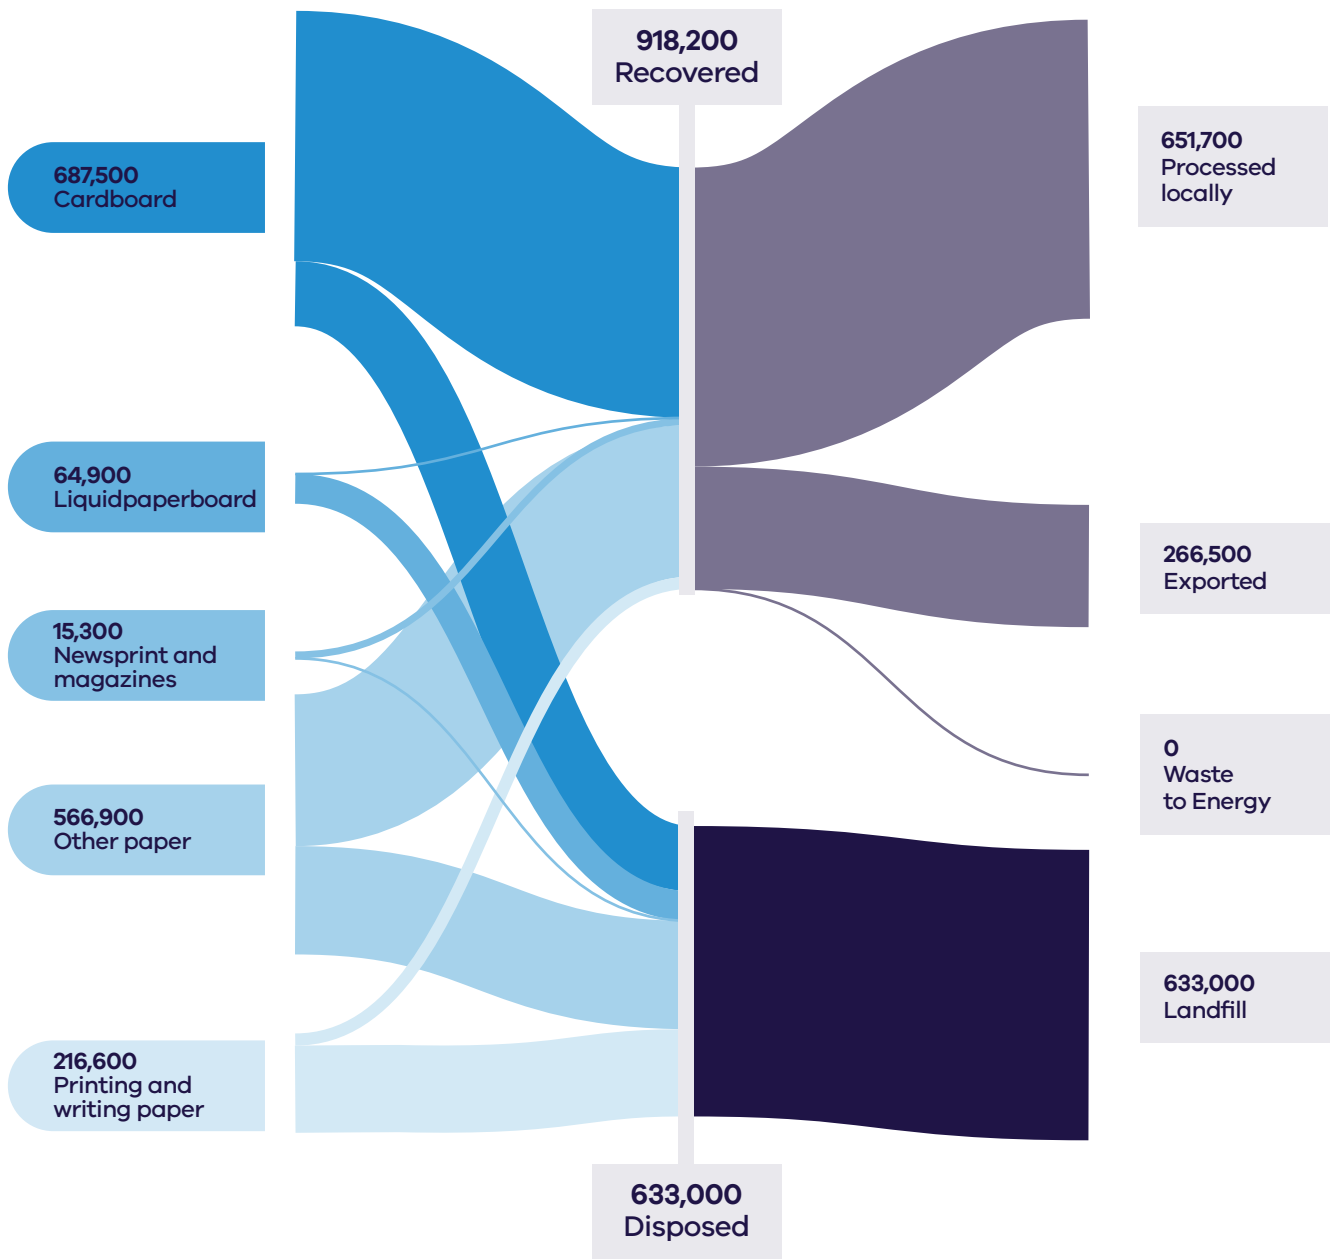 687,500
Cardboard
64,900
Liquidpaperboard
15,300
Newsprint and
magazines
566,900
Other paper
216,600
Printing and
writing paper
918,200
Recovered
633,000
Disposed
651,700
Processed
locally
266,500
Exported
0
Waste
to Energy
633,000
Landfill